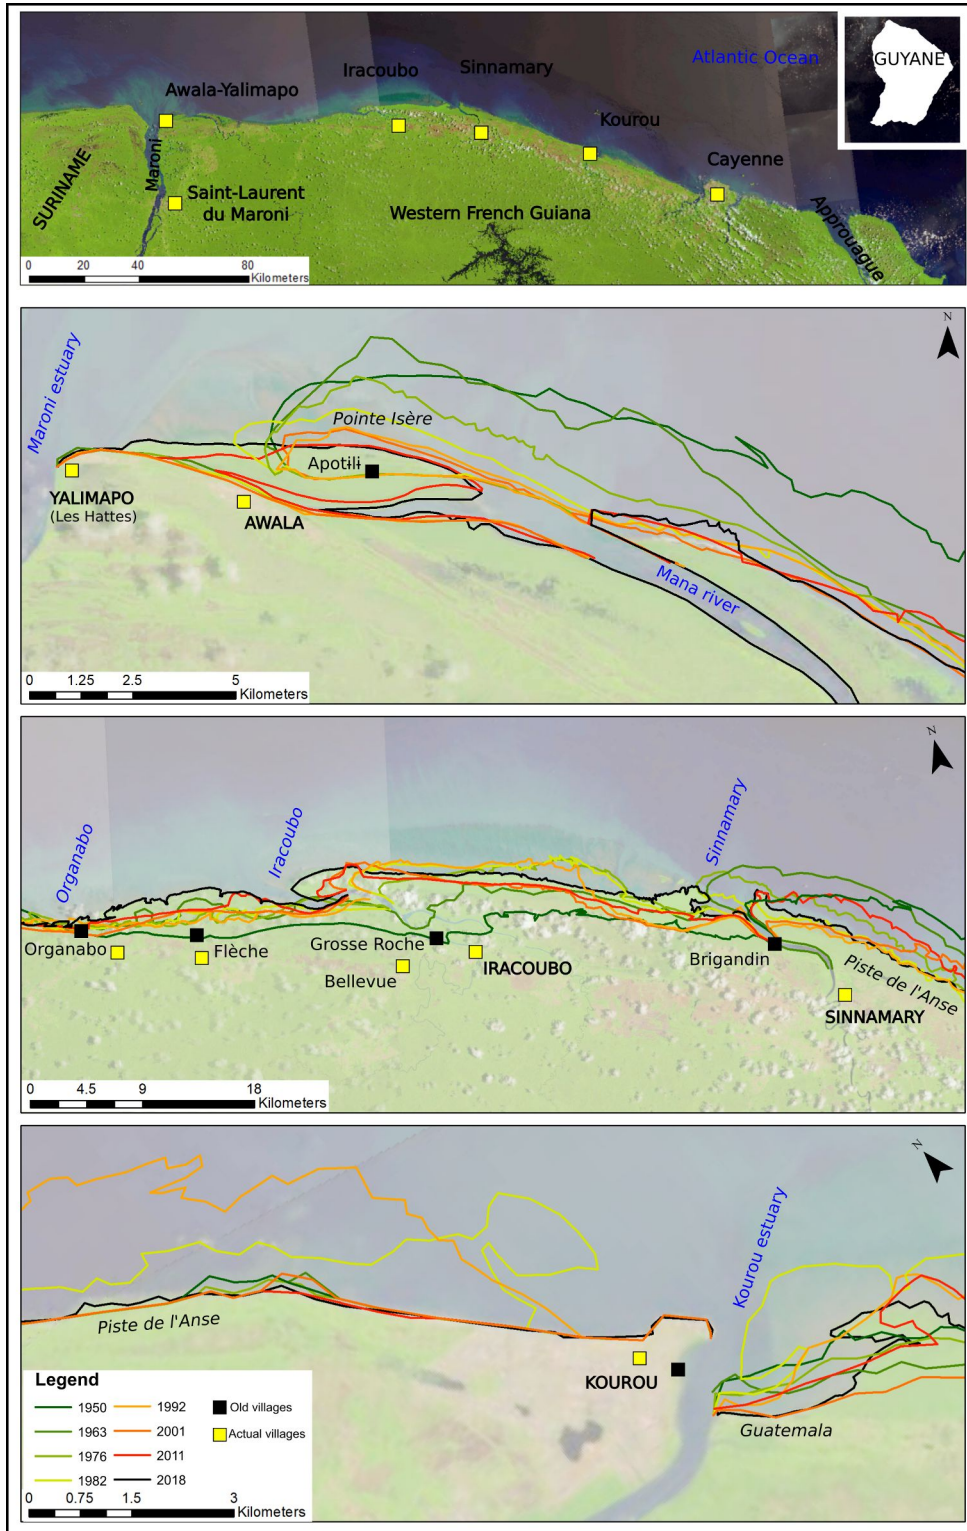 Atlantic Ocean
GUYANE
Iracoubo
Sinnamary
Awala-Yalimapo
Kourou
Cayenne
SURINAME
Maroni
Saint-Laurent
du Maroni
Western French Guiana
Approuague
0 20 40 80
Kilometers
N
Maroni estuary
Pointe Isère
Apotɨlɨ
YALIMAPO
(Les Hattes)
AWALA
Mana river
0 1.25 2.5 5
Kilometers
N
Organabo
Iracoubo
Sinnamary
Organabo
Flèche
Grosse Roche
Bellevue
IRACOUBO
Brigandin
Piste de l'Anse
SINNAMARY
0 4.5 9 18
Kilometers
N
Kourou estuary
Piste de l'Anse
KOUROU
Guatemala
Legend
1950 1992 Old villages
1963 2001 Actual villages
1976 2011
1982 2018
0 0.75 1.5 3
Kilometers